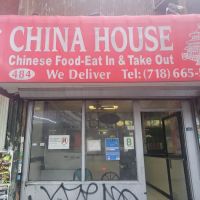 CHINA HOUSE
Chinese Food-Eat In & Take Out
484 We Deliver Tel:(718) 665-
B